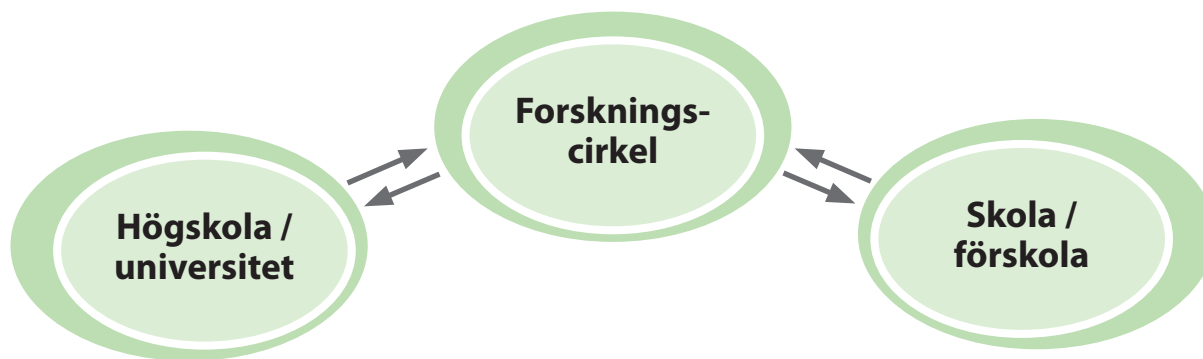 Forsknings-
cirkel
Högskola /
universitet
Skola /
förskola